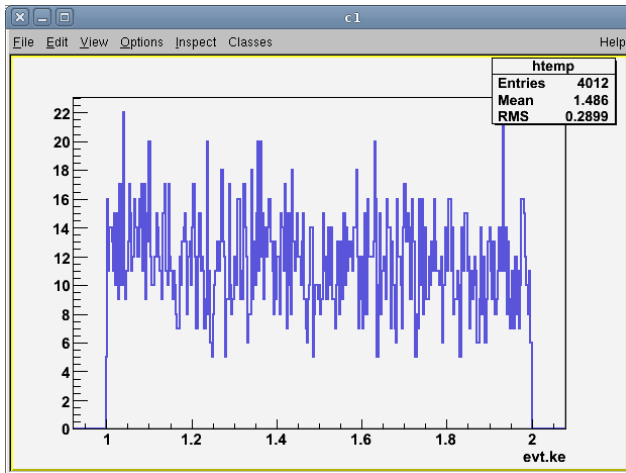 c1
File Edit View Options Inspect Classes Help
htemp
Entries 4012
Mean 1.486
RMS 0.2899
22
20
18
16
14
12
10
8
6
4
2
0
1 1.2 1.4 1.6 1.8 2
evt.ke